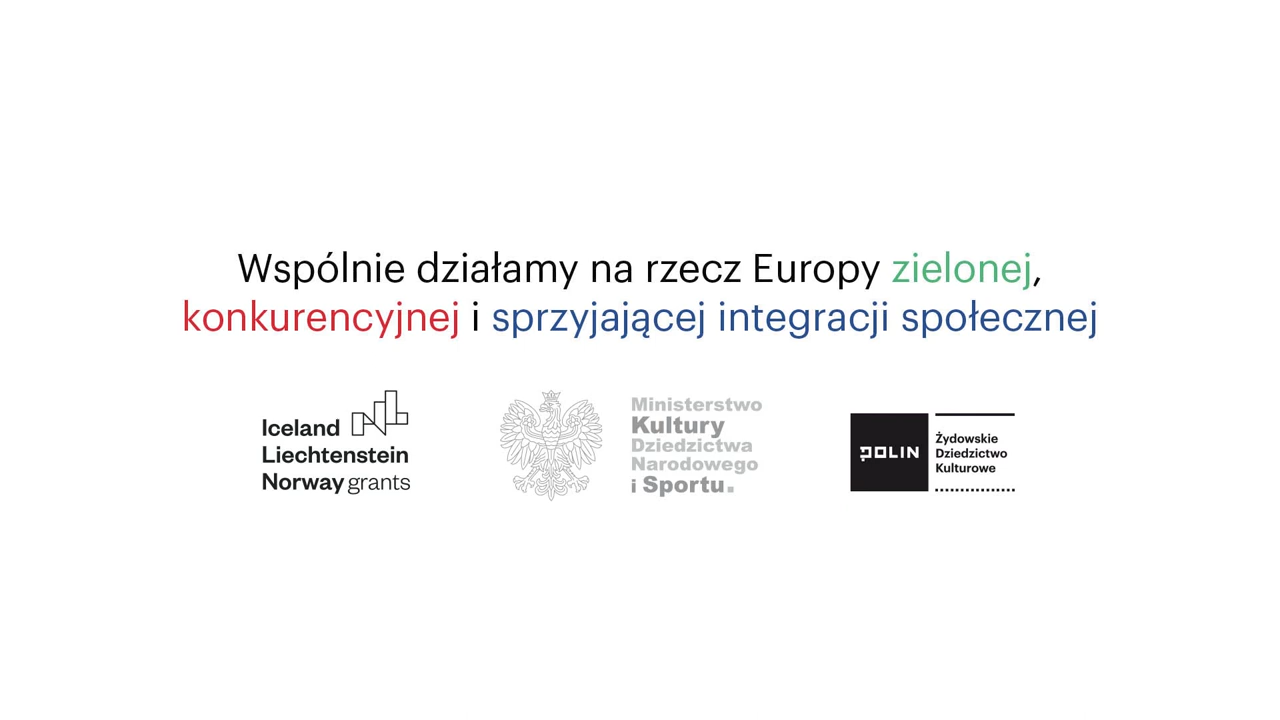 Wspólnie działamy na rzecz Europy zielonej,
konkurencyjnej i sprzyjającej integracji społecznej
Iceland
Liechtenstein
Norway grants
Ministerstwo
Kultury
Dziedzictwa
Narodowego
i Sportu.
POLIN
Żydowskie
Dziedzictwo
Kulturowe